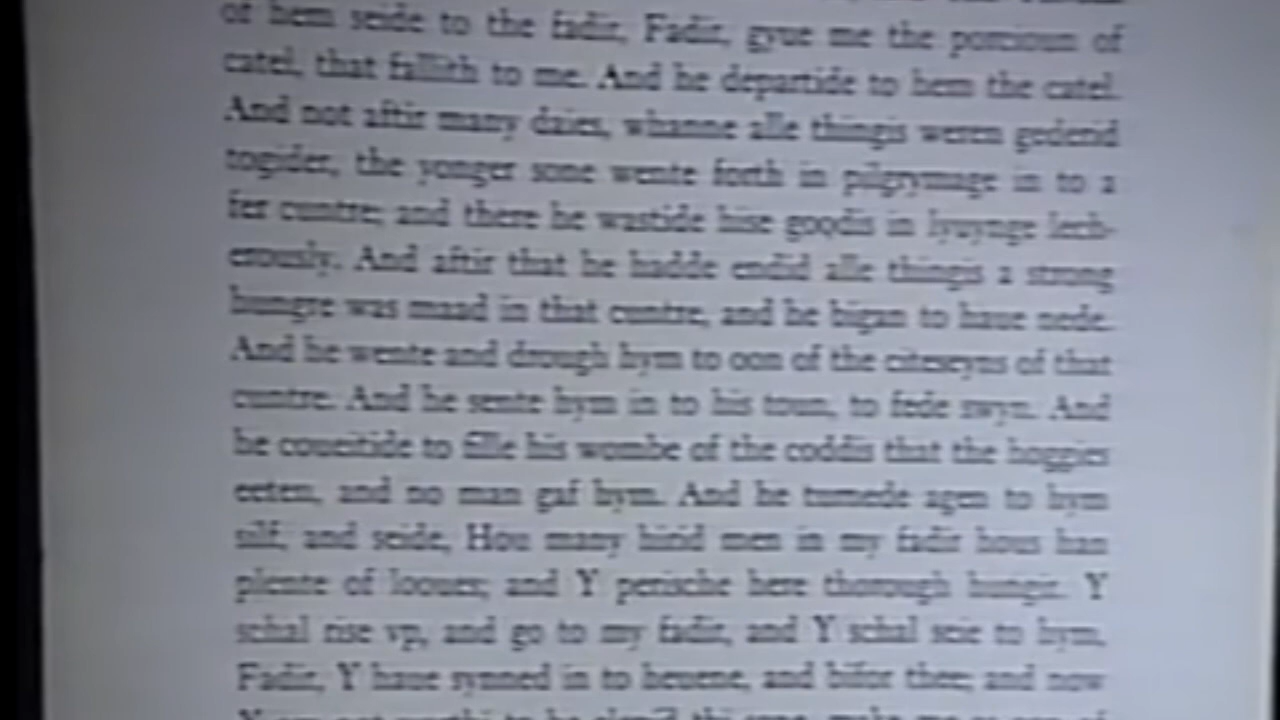 of hem seide to the fadir, Fadir, gyue me the porcioun of
catel, that fallith to me. And he departide to hem the catel.
And not aftir many daies, whanne alle thingis weren gederid
togider, the yonger sone wente forth in pilgrymage in to a
fer cuntre; and there he wastide hise goodis in lyuynge lech-
erously. And aftir that he hadde endid alle thingis a strong
hungre was maad in that cuntre, and he bigan to haue nede.
And he wente and drough hym to oon of the citeseyns of that
cuntre. And he sente hym in to his toun, to fede swyn. And
he coueitide to fille his wombe of the coddis that the hoggies
eeten, and no man gaf hym. And he turnede agen to hym
silf, and seide, Hou many hirid men in my fadir hous han
plente of looues; and Y perische here thorough hungir. Y
schal rise vp, and go to my fadir, and Y schal seie to hym,
Fadir, Y haue synned in to heuene, and bifor thee; and now